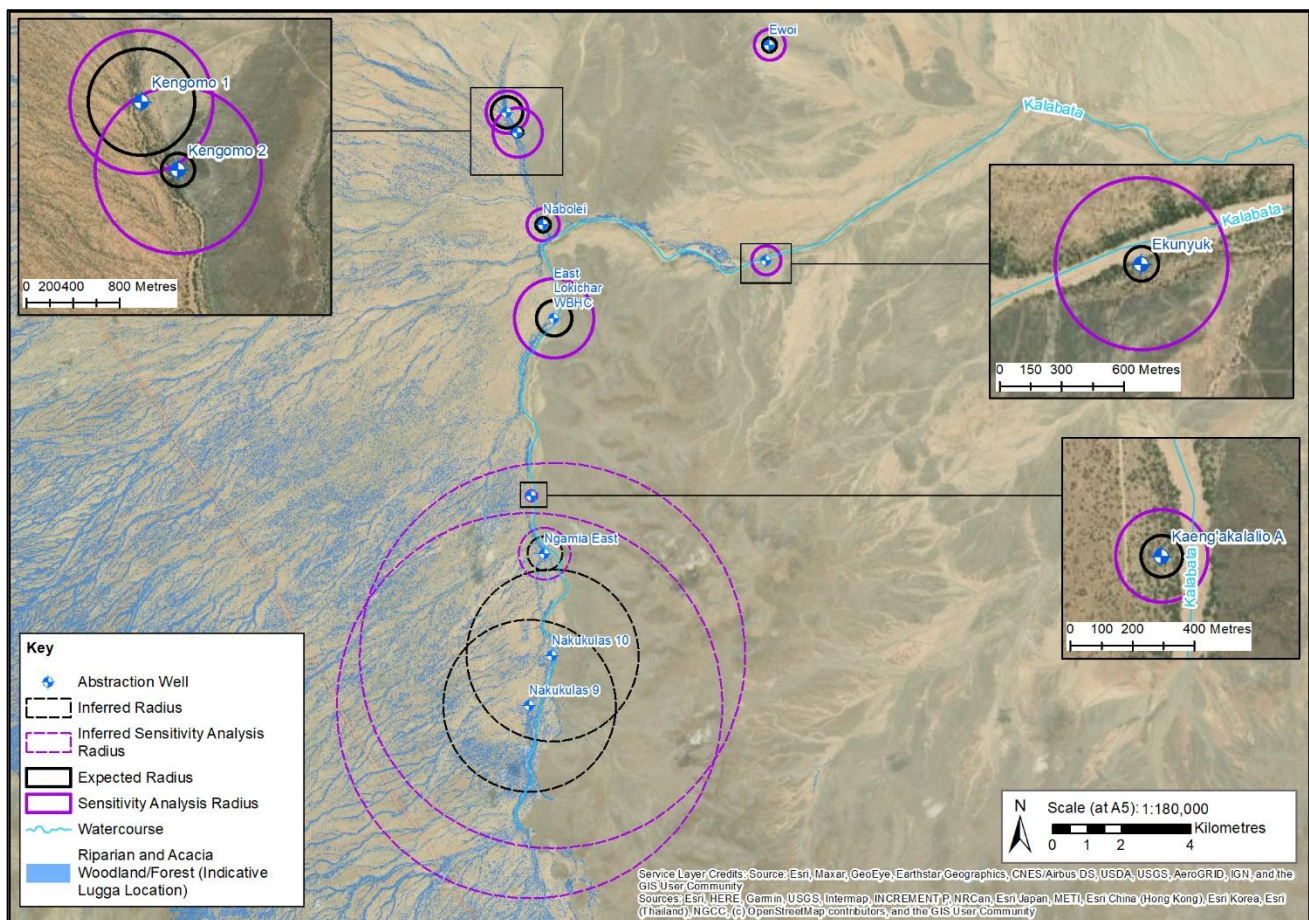 Kengomo 1
Kengomo 2
0 200400 800 Metres
Ewoi
Kalabata
Nabolei
Kalabata
Ekunyuk
0 150 300 600 Metres
East
Lokichar
WBHC
Kaeng'akalalio A
Kalabata
0 100 200 400 Metres
Ngamia East
Nakukulas 10
Nakukulas 9
Key
Abstraction Well
Inferred Radius
Inferred Sensitivity Analysis
Radius
Expected Radius
Sensitivity Analysis Radius
Watercourse
Riparian and Acacia
Woodland/Forest (Indicative
Lugga Location)
N
Scale (at A5): 1:180,000
Kilometres
0 1 2 4
Service Layer Credits: Source: Esri, Maxar, GeoEye, Earthstar Geographics, CNES/Airbus DS, USDA, USGS, AeroGRID, IGN, and the
GIS User Community
Sources: Esri, HERE, Garmin, USGS, Intermap, INCREMENT P, NRCan, Esri Japan, METI, Esri China (Hong Kong), Esri Korea, Esri
(Thailand), NGCC, (c) OpenStreetMap contributors, and the GIS User Community